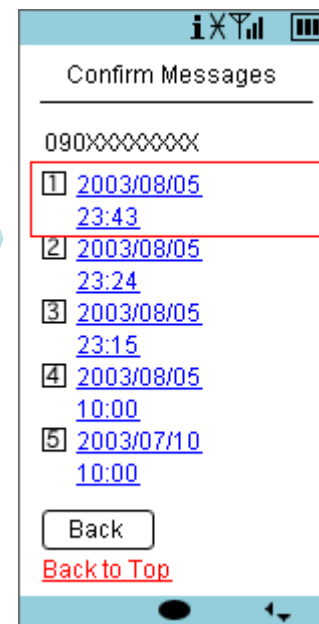 Confirm Messages
090XXXXXXXX
1 2003/08/05
23:43
2 2003/08/05
23:24
3 2003/08/05
23:15
4 2003/08/05
10:00
5 2003/07/10
10:00
Back
Back to Top